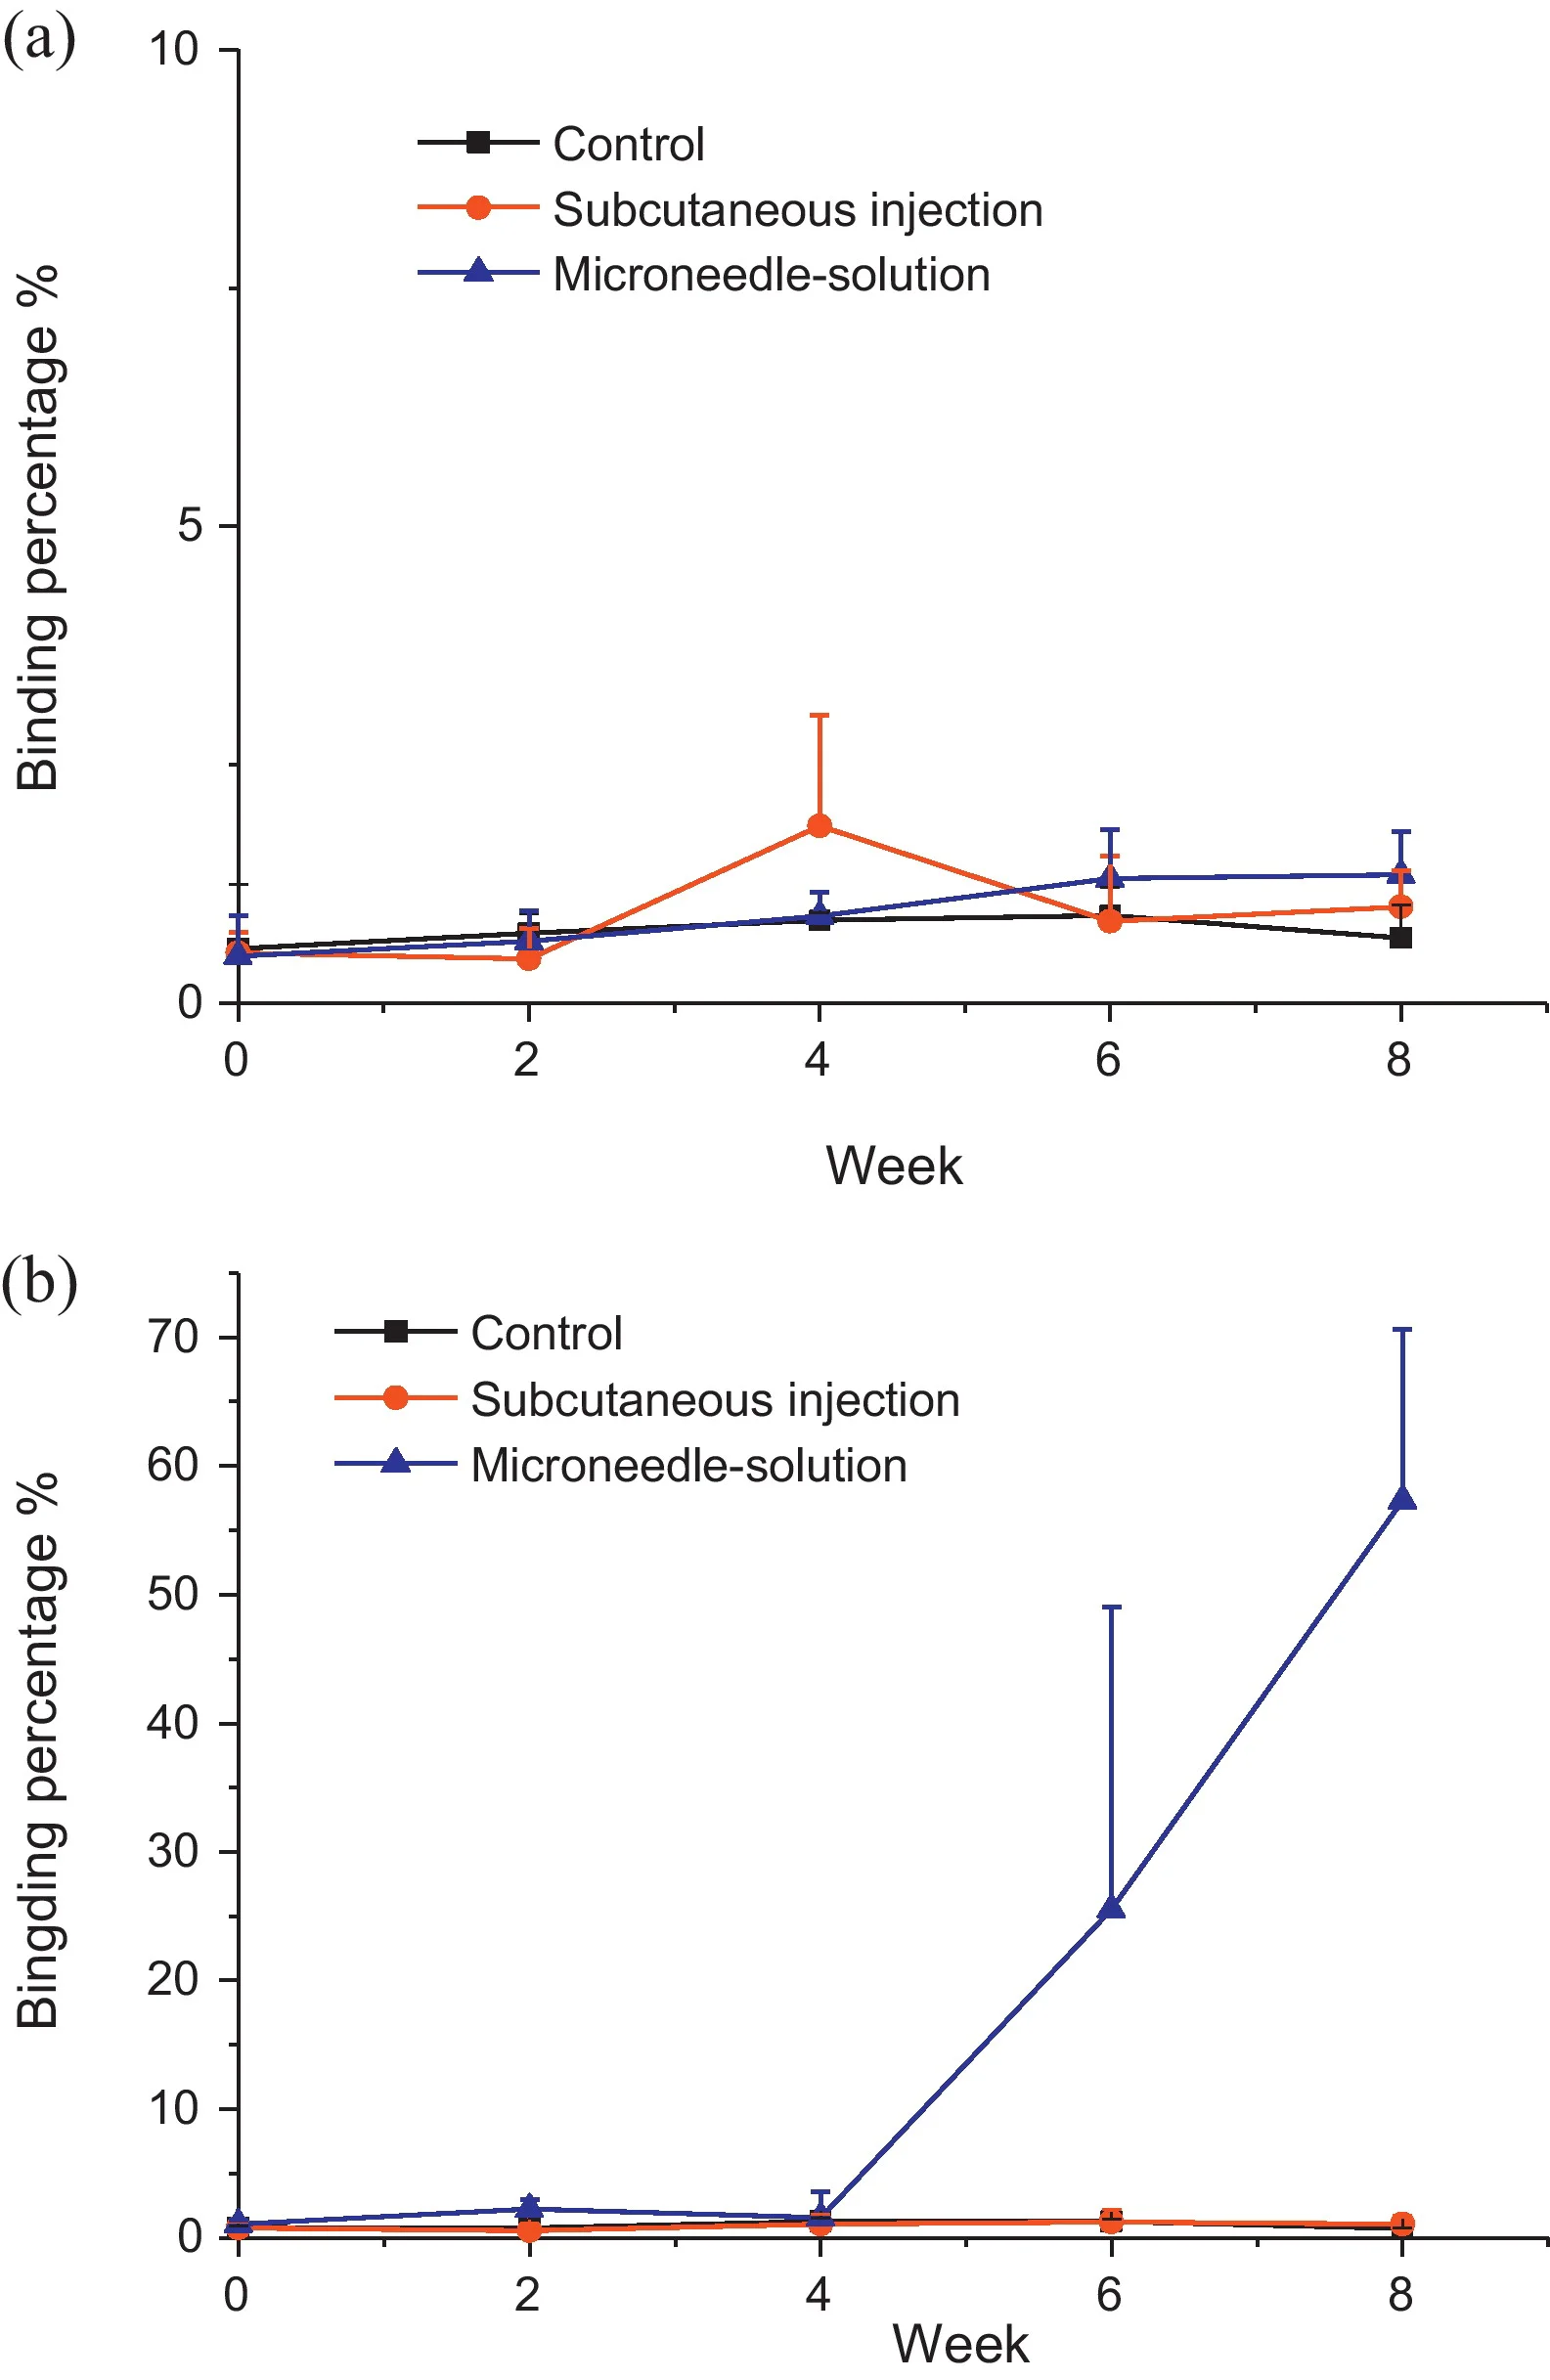 (a)
10
Control
Subcutaneous injection
Microneedle-solution
Binding percentage %
5
0
0 2 4 6 8
Week
(b)
70
Control
Subcutaneous injection
Microneedle-solution
60
50
40
30
20
10
0
Bingding percentage %
0 2 4 6 8
Week